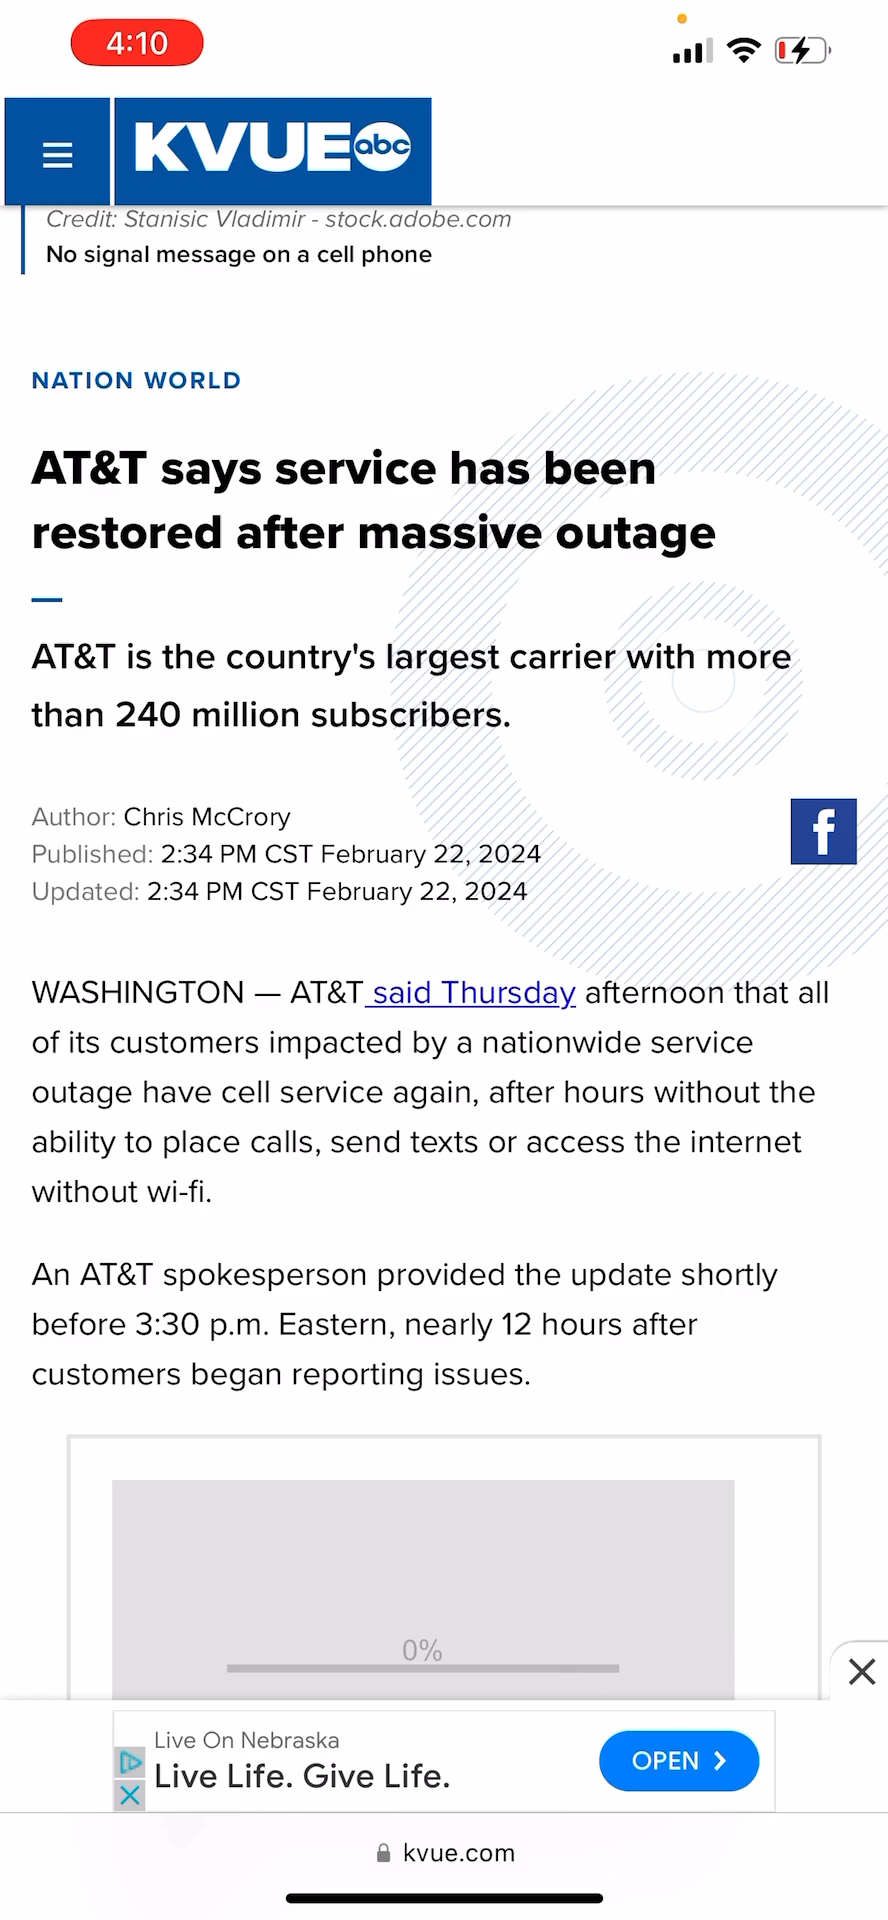 4:10
KVUE abc
Credit: Stanisic Vladimir - stock.adobe.com
No signal message on a cell phone
NATION WORLD
AT&T says service has been
restored after massive outage
AT&T is the country's largest carrier with more
than 240 million subscribers.
Author: Chris McCrory
Published: 2:34 PM CST February 22, 2024
Updated: 2:34 PM CST February 22, 2024
WASHINGTON — AT&T said Thursday afternoon that all
of its customers impacted by a nationwide service
outage have cell service again, after hours without the
ability to place calls, send texts or access the internet
without wi-fi.
An AT&T spokesperson provided the update shortly
before 3:30 p.m. Eastern, nearly 12 hours after
customers began reporting issues.
0%
Live On Nebraska
Live Life. Give Life.
OPEN
kvue.com